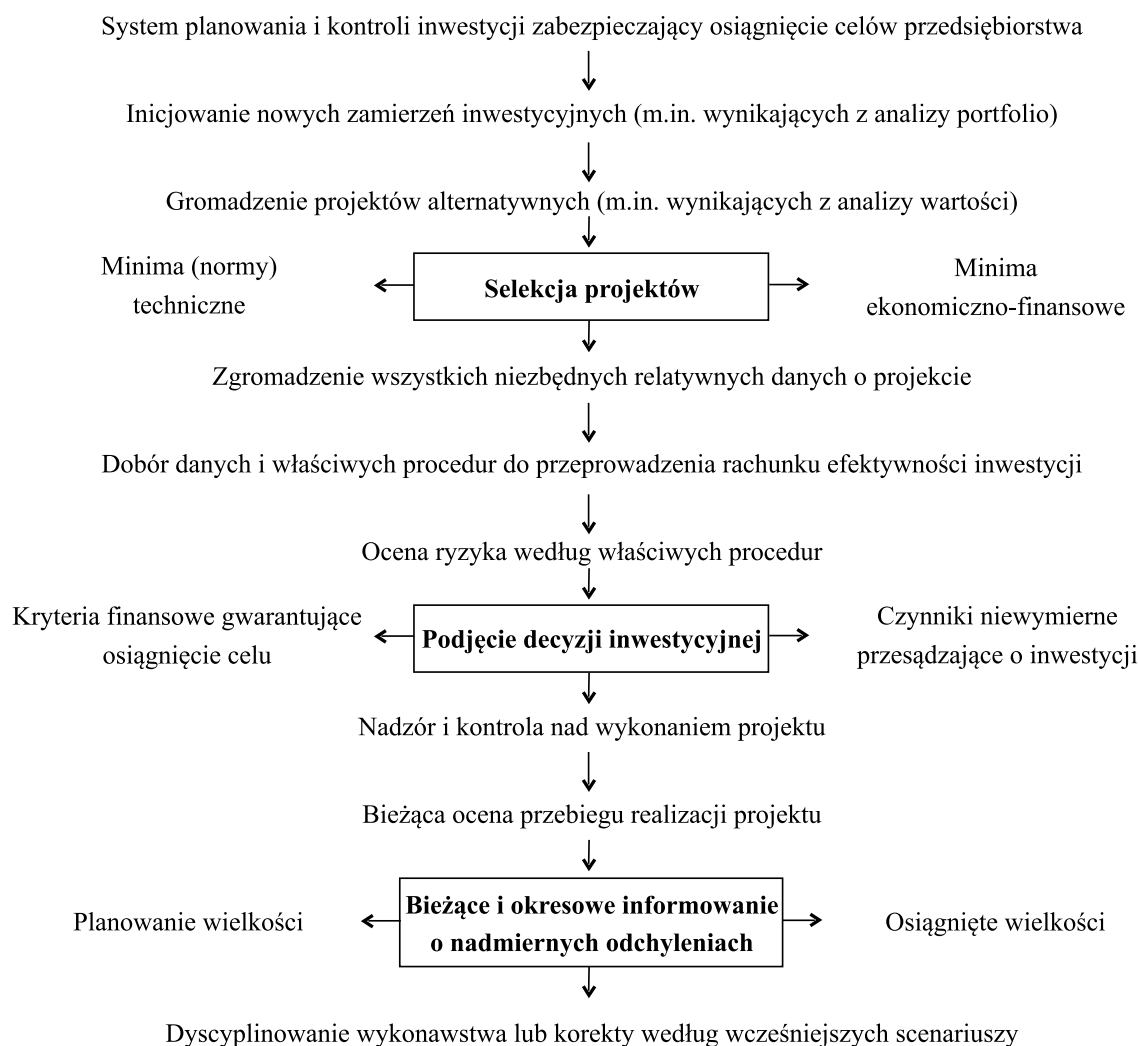 System planowania i kontroli inwestycji zabezpieczający osiągnięcie celów przedsiębiorstwa
Inicjowanie nowych zamierzeń inwestycyjnych (m.in. wynikających z analizy portfolio)
Gromadzenie projektów alternatywnych (m.in. wynikających z analizy wartości)
Minima (normy)
techniczne
Selekcja projektów
Minima
ekonomiczno-finansowe
Zgromadzenie wszystkich niezbędnych relatywnych danych o projekcie
Dobór danych i właściwych procedur do przeprowadzenia rachunku efektywności inwestycji
Ocena ryzyka według właściwych procedur
Kryteria finansowe gwarantujące
osiągnięcie celu
Podjęcie decyzji inwestycyjnej
Czynniki niewymierne
przesądzające o inwestycji
Nadzór i kontrola nad wykonaniem projektu
Bieżąca ocena przebiegu realizacji projektu
Planowanie wielkości
Bieżące i okresowe informowanie
o nadmiernych odchyleniach
Osiągnięte wielkości
Dyscyplinowanie wykonawstwa lub korekty według wcześniejszych scenariuszy